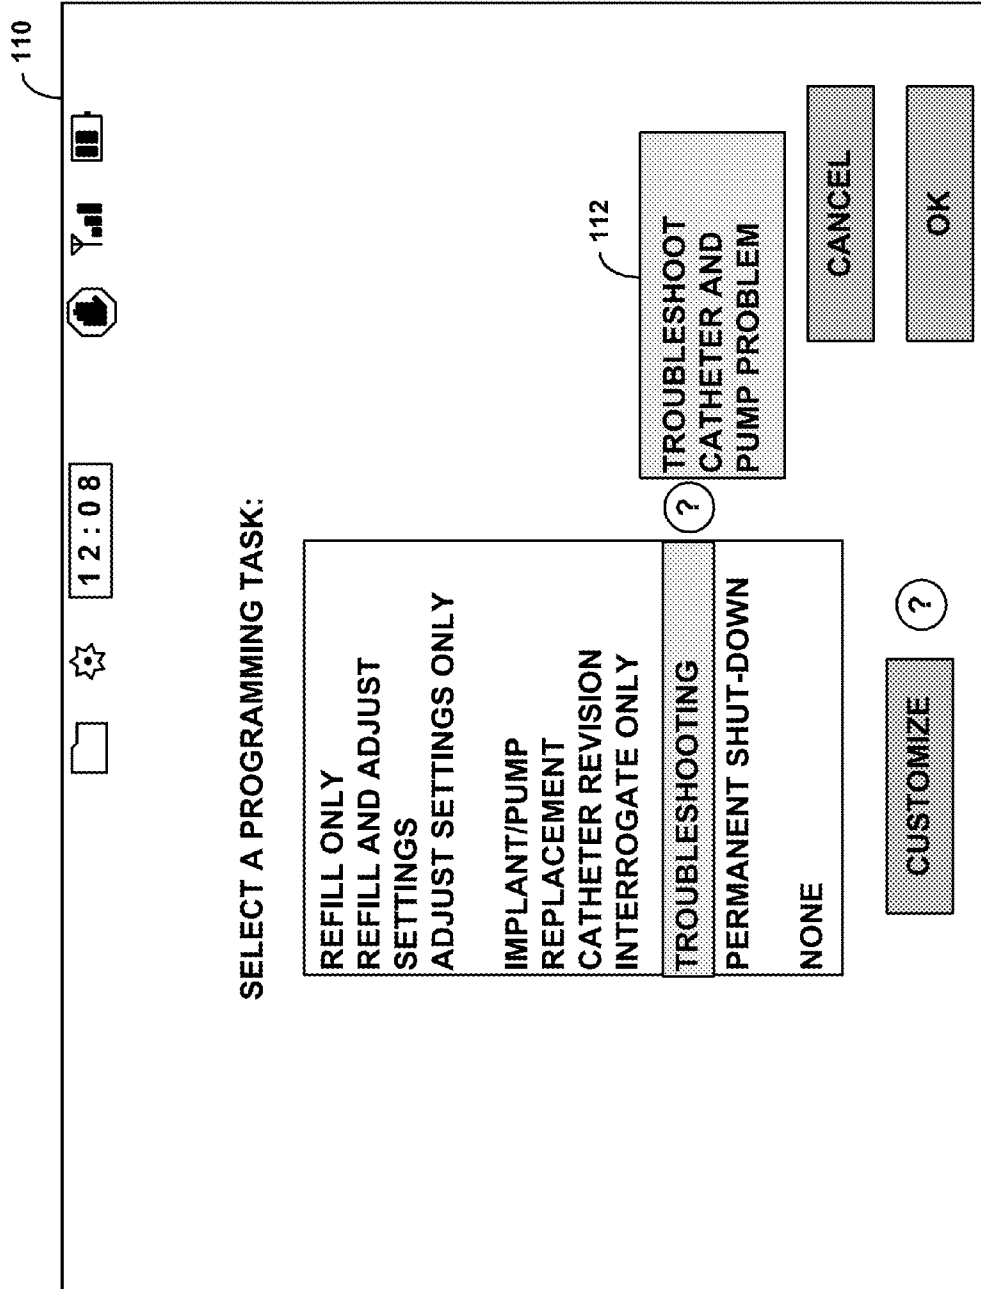 110
12:08
SELECT A PROGRAMMING TASK:
REFILL ONLY
REFILL AND ADJUST
SETTINGS
ADJUST SETTINGS ONLY
IMPLANT/PUMP
REPLACEMENT
CATHETER REVISION
INTERROGATE ONLY
TROUBLESHOOTING
?
112
TROUBLESHOOT
CATHETER AND
PUMP PROBLEM
PERMANENT SHUT-DOWN
NONE
CANCEL
CUSTOMIZE
?
OK